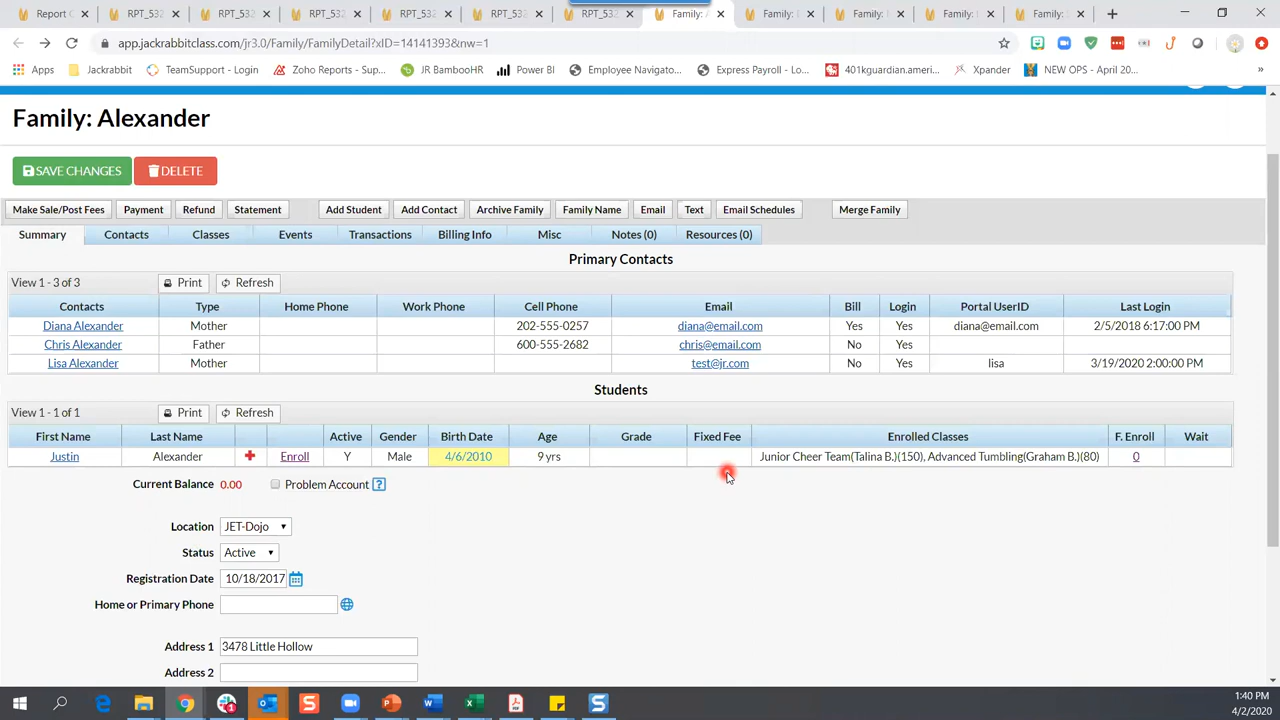 Report C
RPT_532
RPT_532
RPT_532
RPT_532
RPT_532
RPT_532
Family: A
Family:
Family:
Family:
Family:
app.jackrabbitclass.com/jr3.0/Family/FamilyDetail?xID=14141393&nw=1
Apps Jackrabbit TeamSupport - Login Zoho Reports - Sup... JR BambooHR Power BI Employee Navigato... Express Payroll - Lo... 401kguardian.ameri... Xpander NEW OPS - April 20... »
Family: Alexander
SAVE CHANGES DELETE
Make Sale/Post Fees Payment Refund Statement Add Student Add Contact Archive Family Family Name Email Text Email Schedules Merge Family
Summary Contacts Classes Events Transactions Billing Info Misc Notes (0) Resources (0)
Primary Contacts
View 1 - 3 of 3 Print Refresh
Contacts Type Home Phone Work Phone Cell Phone Email Bill Login Portal UserID Last Login
Diana Alexander Mother 202-555-0257 diana@email.com Yes Yes diana@email.com 2/5/2018 6:17:00 PM
Chris Alexander Father 600-555-2682 chris@email.com No Yes
Lisa Alexander Mother test@jr.com No Yes lisa 3/19/2020 2:00:00 PM
Students
View 1 - 1 of 1 Print Refresh
First Name Last Name Active Gender Birth Date Age Grade Fixed Fee Enrolled Classes F. Enroll Wait
Justin Alexander Enroll Y Male 4/6/2010 9 yrs Junior Cheer Team(Talina B.)(150), Advanced Tumbling(Graham B.)(80) 0
Current Balance 0.00 Problem Account ?
Location JET-Dojo
Status Active
Registration Date 10/18/2017
Home or Primary Phone
Address 1 3478 Little Hollow
Address 2
1:40 PM
4/2/2020